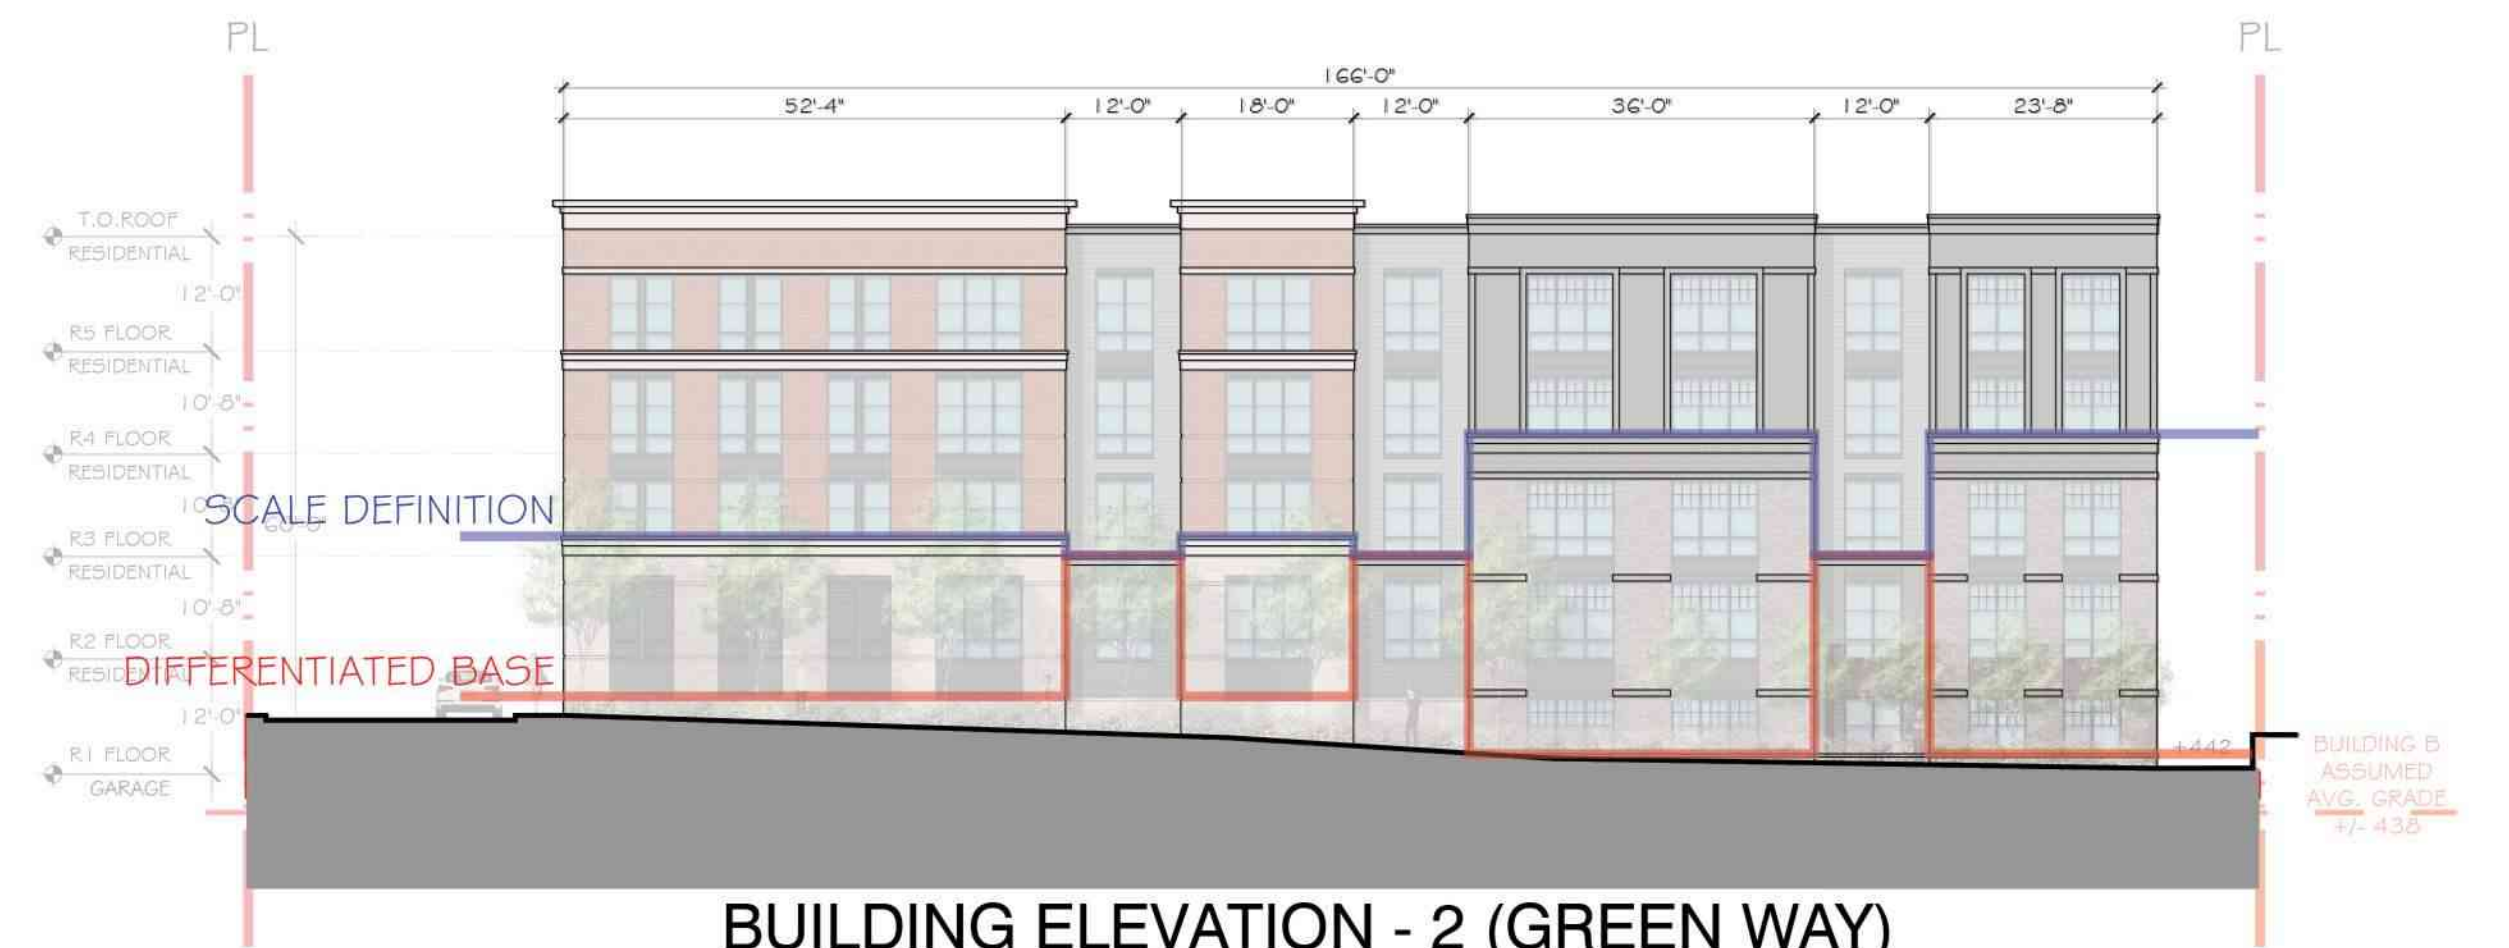 PL
PL
166'-0"
52'-4"
12'-0"
18'-0"
12'-0"
36'-0"
12'-0"
23'-8"
T.O.ROOF
RESIDENTIAL
12'-0"
R5 FLOOR
RESIDENTIAL
10'-8"
R4 FLOOR
RESIDENTIAL
SCALE DEFINITION
R3 FLOOR
RESIDENTIAL
10'-8"
R2 FLOOR
RESIDENTIAL
DIFFERENTIATED BASE
12'-0"
R1 FLOOR
GARAGE
+442
BUILDING B
ASSUMED
AVG. GRADE
+/- 438
BUILDING ELEVATION - 2 (GREEN WAY)